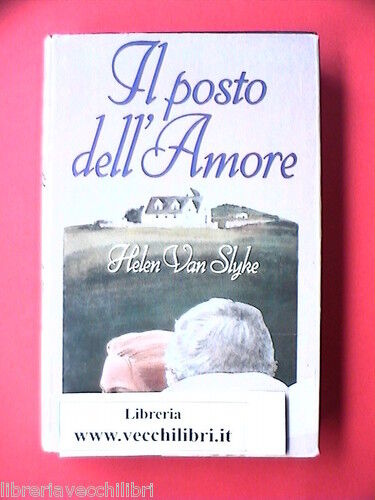 Il posto
dell'Amore
Helen Van Slyke
Libreria
www.vecchilibri.it
libreriavecchilibri